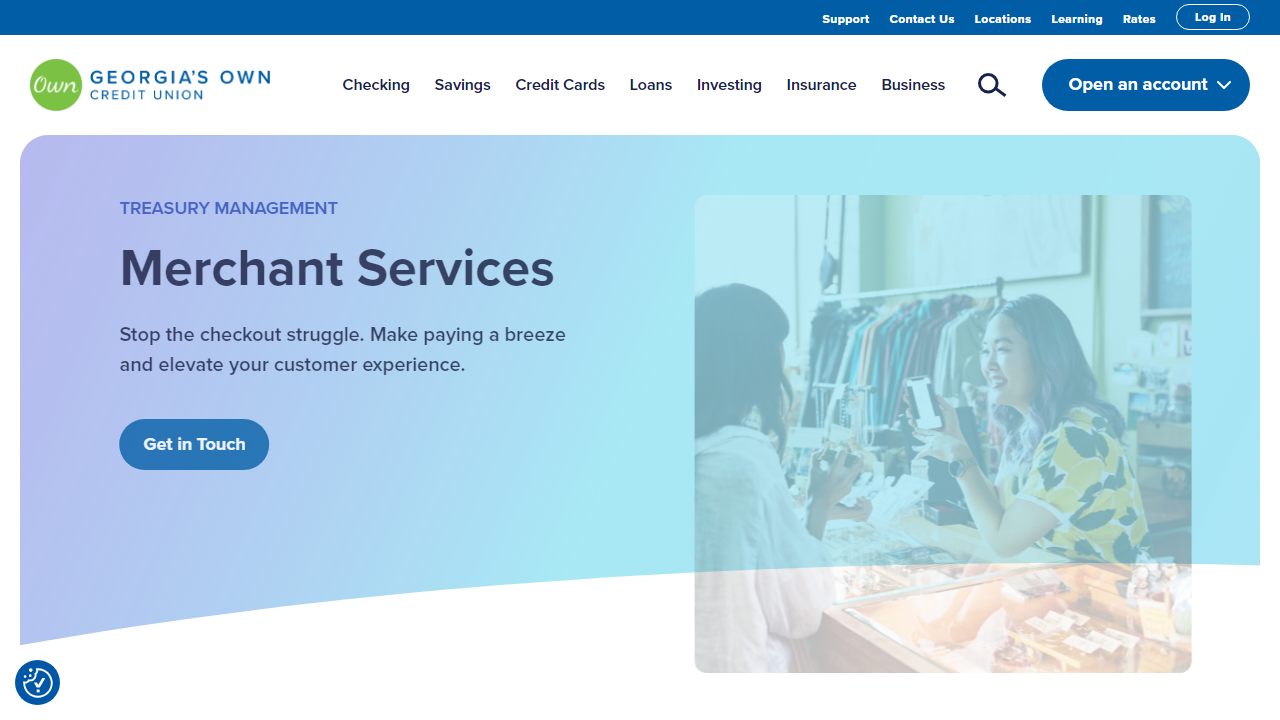 Support Contact Us Locations Learning Rates Log In
Own GEORGIA'S OWN
CREDIT UNION
Checking Savings Credit Cards Loans Investing Insurance Business Open an account
TREASURY MANAGEMENT
Merchant Services
Stop the checkout struggle. Make paying a breeze
and elevate your customer experience.
Get in Touch